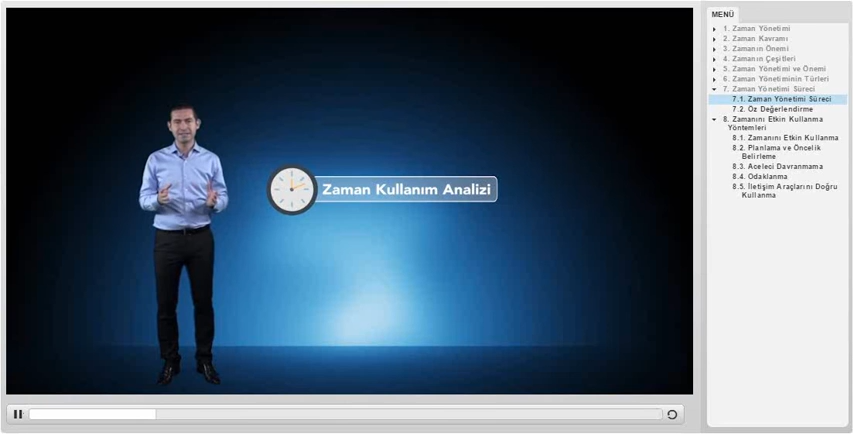 Zaman Kullanım Analizi
MENÜ
1. Zaman Yönetimi
2. Zaman Kavramı
3. Zamanın Önemi
4. Zamanın Çeşitleri
5. Zaman Yönetimi ve Önemi
6. Zaman Yönetiminin Türleri
7. Zaman Yönetimi Süreci
7.1. Zaman Yönetimi Süreci
7.2. Öz Değerlendirme
8. Zamanını Etkin Kullanma
Yöntemleri
8.1. Zamanını Etkin Kullanma
8.2. Planlama ve Öncelik
Belirleme
8.3. Aceleci Davranmama
8.4. Odaklanma
8.5. İletişim Araçlarını Doğru
Kullanma